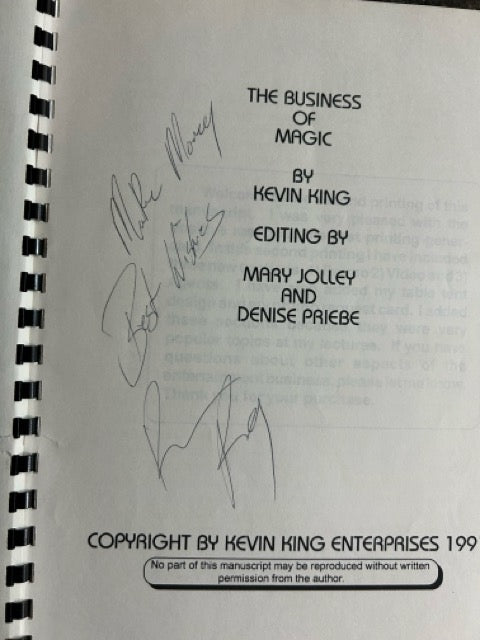 THE BUSINESS
OF
MAGIC
BY
KEVIN KING
EDITING BY
MARY JOLLEY
AND
DENISE PRIEBE
Make Money
Best Wishes
King
COPYRIGHT BY KEVIN KING ENTERPRISES 199
No part of this manuscript may be reproduced without written
permission from the author.